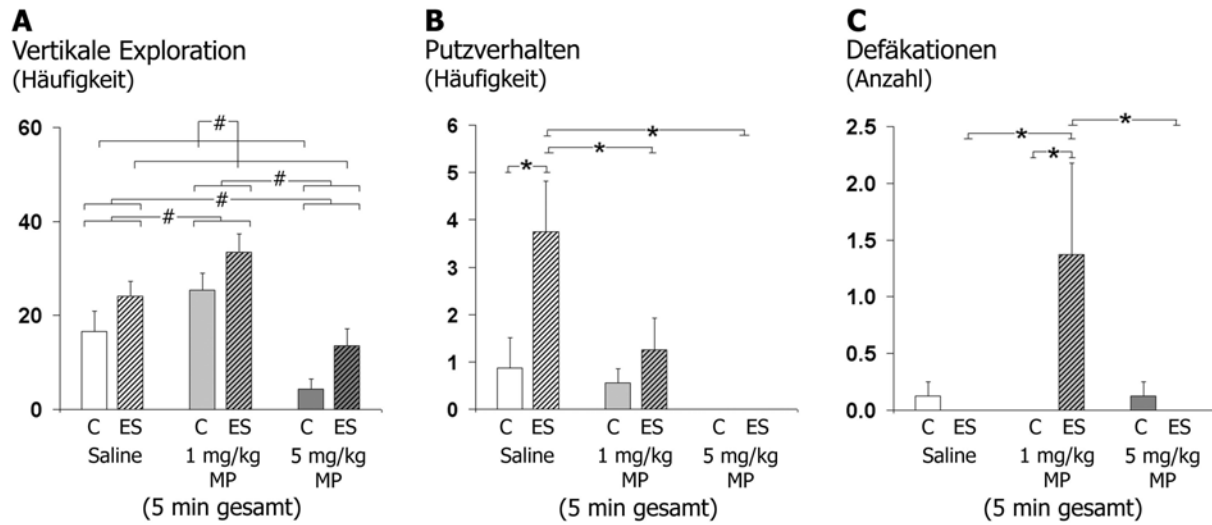 A
Vertikale Exploration
(Häufigkeit)
60
40
20
0
#
#
#
#
C ES C ES C ES
Saline 1 mg/kg MP 5 mg/kg MP
(5 min gesamt)
B
Putzverhalten
(Häufigkeit)
6
5
4
3
2
1
0
*
*
*
C ES C ES C ES
Saline 1 mg/kg MP 5 mg/kg MP
(5 min gesamt)
C
Defäkationen
(Anzahl)
2.5
2.0
1.5
1.0
0.5
0.0
*
*
*
C ES C ES C ES
Saline 1 mg/kg MP 5 mg/kg MP
(5 min gesamt)